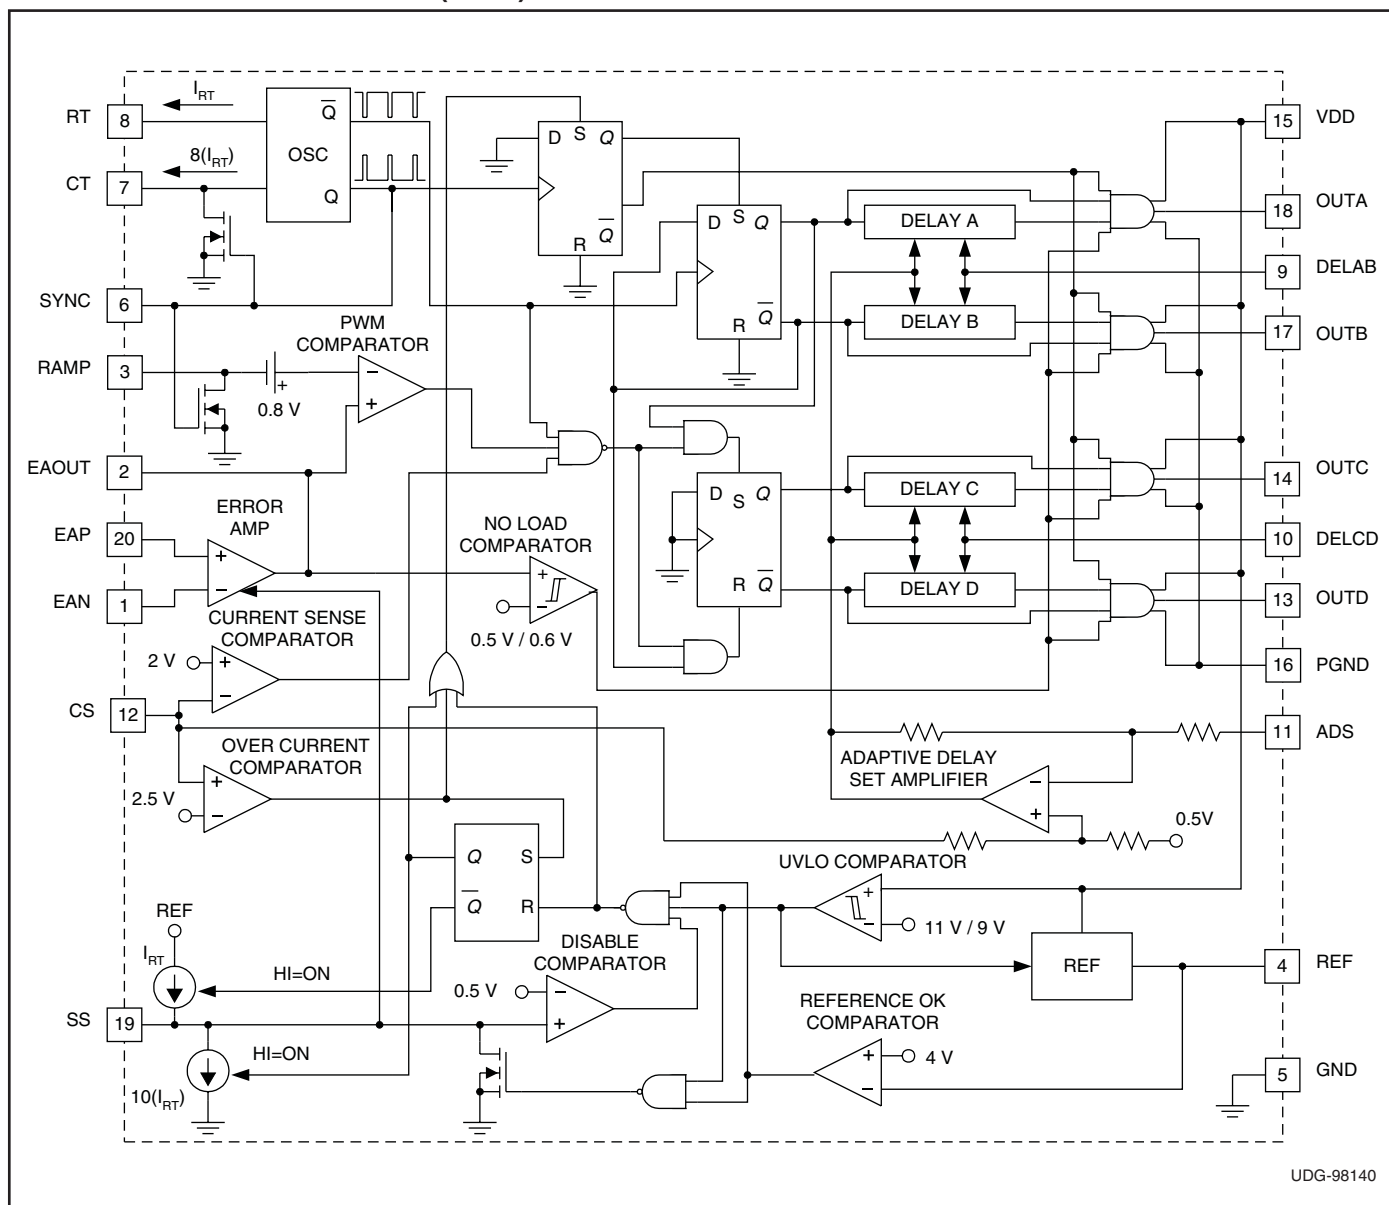 I_RT
RT
8
Q̅
OSC
8(I_RT)
CT
7
Q
D
S
Q
Q̅
R
VDD
15
OUTA
18
DELAB
9
OUTB
17
D
S
Q
Q̅
R
DELAY A
DELAY B
SYNC
6
PWM
COMPARATOR
RAMP
3
−
+
+
0.8 V
EAOUT
2
ERROR
AMP
EAP
20
+
−
EAN
1
NO LOAD
COMPARATOR
+
−
0.5 V / 0.6 V
D
S
Q
Q̅
R
DELAY C
DELAY D
OUTC
14
DELCD
10
OUTD
13
PGND
16
CURRENT SENSE
COMPARATOR
2 V
+
−
CS
12
OVER CURRENT
COMPARATOR
+
2.5 V
−
ADS
11
ADAPTIVE DELAY
SET AMPLIFIER
−
+
0.5V
Q
S
Q̅
R
UVLO COMPARATOR
+
−
11 V / 9 V
REF
I_RT
HI=ON
DISABLE
COMPARATOR
0.5 V
−
+
REF
REF
4
SS
19
HI=ON
10(I_RT)
REFERENCE OK
COMPARATOR
+
4 V
−
GND
5
UDG-98140